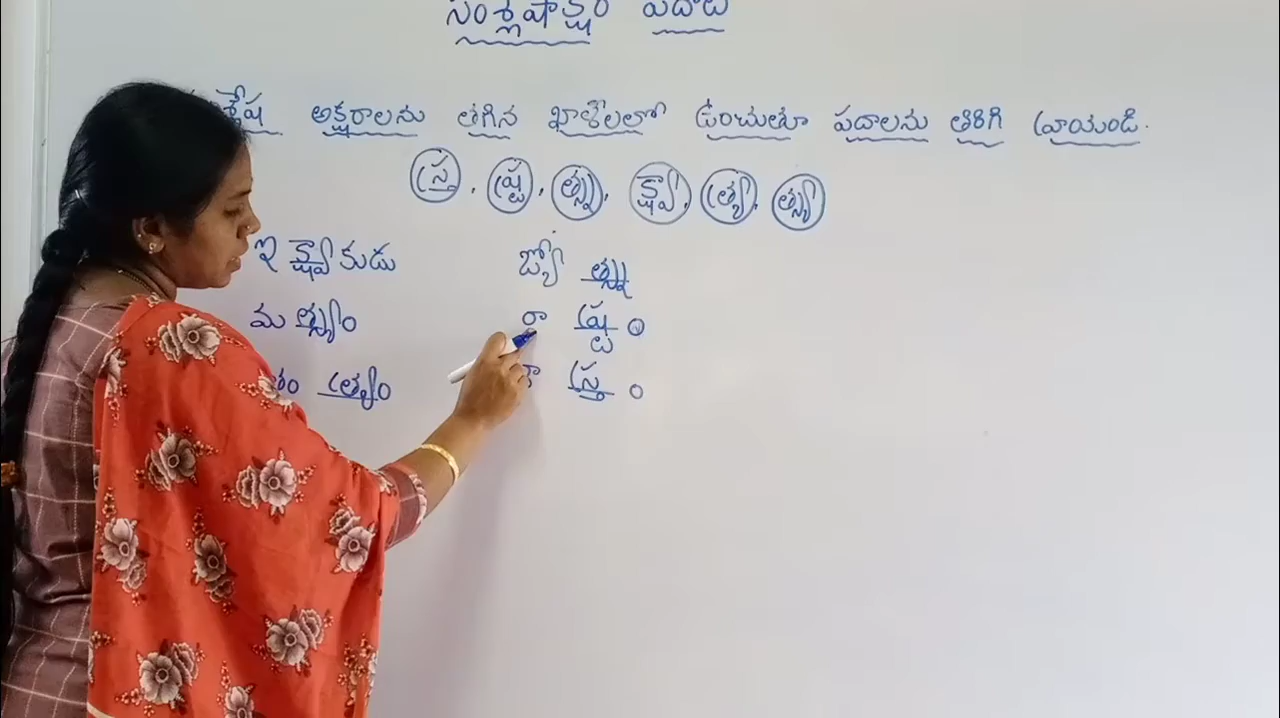 సంశ్లేషాక్షర పదాలు
శ్లేష అక్షరాలను తగిన ఖాళీలలో ఉంచుతూ పదాలను తిరిగి వ్రాయండి.
స్త్ర, ష్ట్ర, త్స్న, క్ష్వా, త్ర్య, త్స్య
ఇ క్ష్వా కుడు జ్యో త్స్న
మ త్స్యం రా ష్ట్ర ం
తం త్ర్యం స్త్ర ం